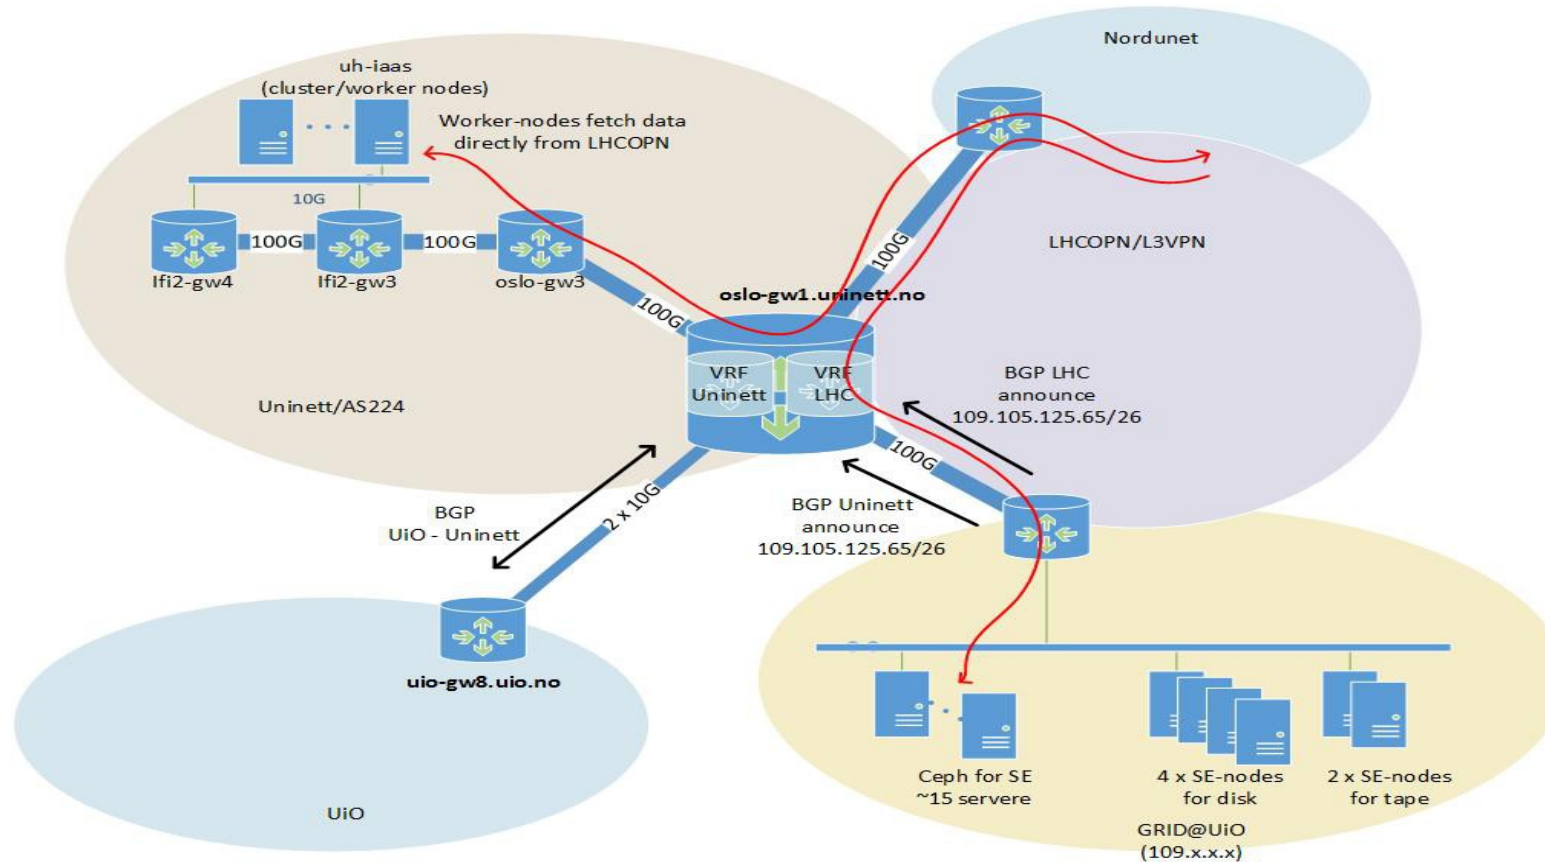 Nordunet
uh-iaas
(cluster/worker nodes)
Worker-nodes fetch data
directly from LHCOPN
10G
100G
100G
Ifi2-gw4
Ifi2-gw3
oslo-gw3
100G
100G
LHCOPN/L3VPN
oslo-gw1.uninett.no
VRF
Uninett
VRF
LHC
Uninett/AS224
BGP LHC
announce
109.105.125.65/26
100G
BGP
UiO - Uninett
2 x 10G
BGP Uninett
announce
109.105.125.65/26
uio-gw8.uio.no
UiO
Ceph for SE
~15 servere
4 x SE-nodes
for disk
2 x SE-nodes
for tape
GRID@UiO
(109.x.x.x)